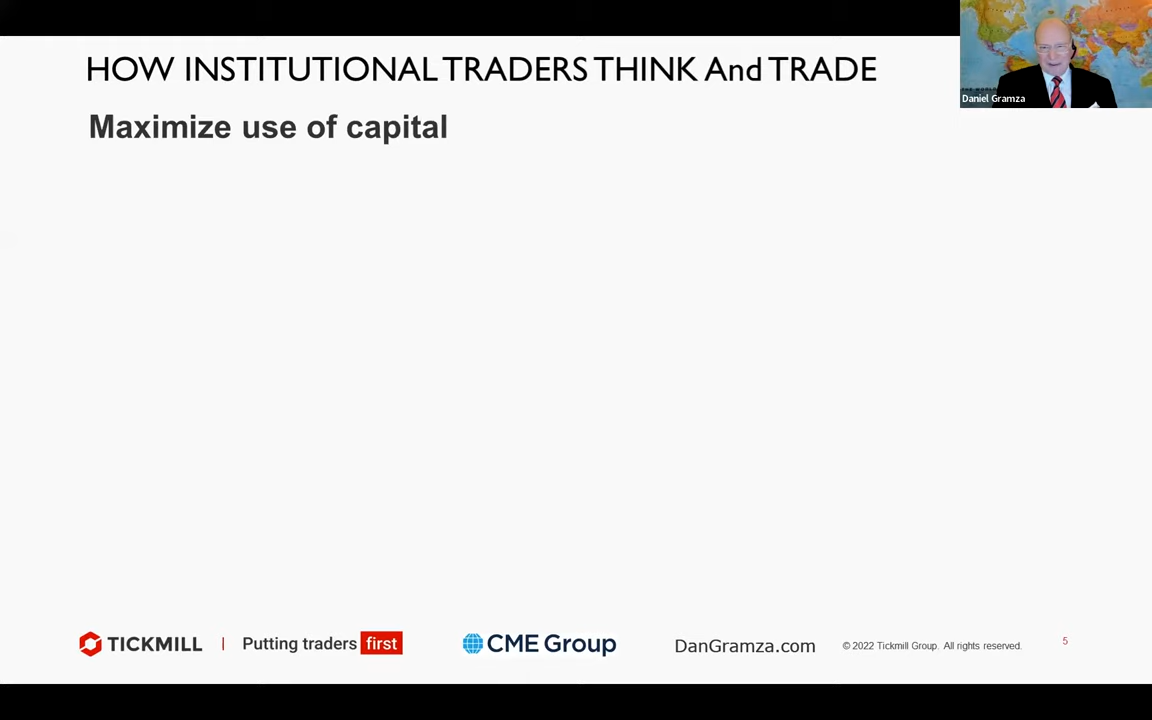 HOW INSTITUTIONAL TRADERS THINK And TRADE
Daniel Gramza
Maximize use of capital
TICKMILL | Putting traders first
CME Group
DanGramza.com
© 2022 Tickmill Group. All rights reserved.
5